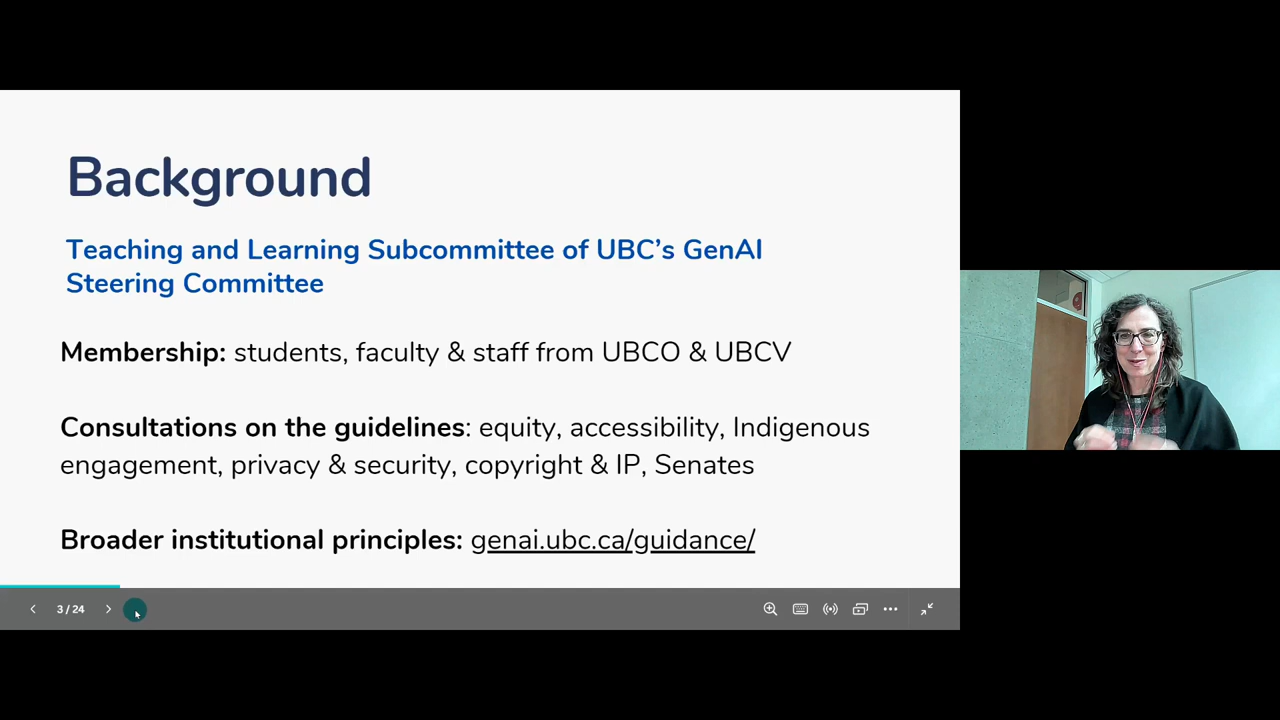 Background
Teaching and Learning Subcommittee of UBC’s GenAI
Steering Committee
Membership: students, faculty & staff from UBCO & UBCV
Consultations on the guidelines: equity, accessibility, Indigenous
engagement, privacy & security, copyright & IP, Senates
Broader institutional principles: genai.ubc.ca/guidance/
3 / 24